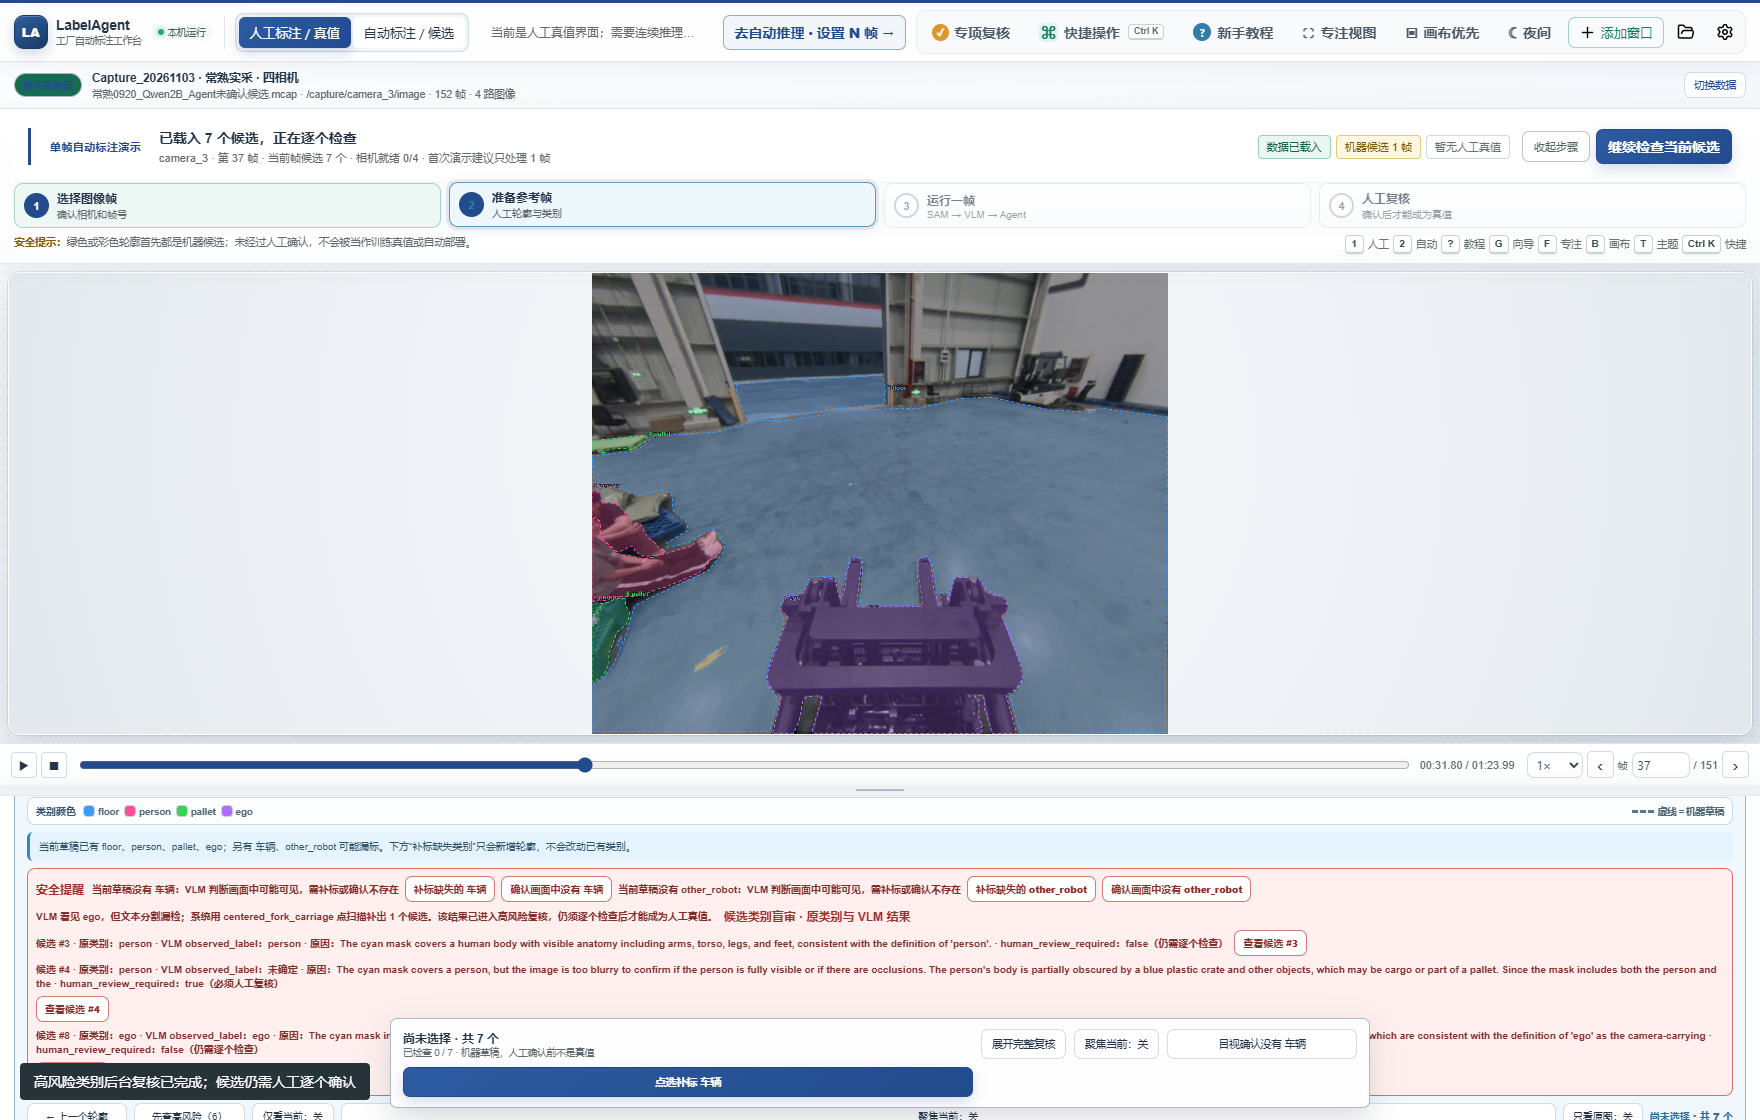 LA LabelAgent 工厂自动标注工作台 本机运行
人工标注 / 真值 自动标注 / 候选 当前是人工真值界面；需要连续推理... 去自动推理 · 设置 N 帧 → 专项复核 快捷操作 Ctrl K ? 新手教程 专注视图 画布优先 夜间 添加窗口
Capture_20261103 · 常熟实采 · 四相机
常熟0920_Qwen2B_Agent未确认候选.mcap · /capture/camera_3/image · 152 帧 · 4 路图像
切换数据
单帧自动标注演示
已载入 7 个候选，正在逐个检查
camera_3 · 第 37 帧 · 当前帧候选 7 个 · 相机就绪 0/4 · 首次演示建议只处理 1 帧
数据已载入 机器候选 1 帧 暂无人工真值 收起步骤 继续检查当前候选
1 选择图像帧
确认相机和帧号
2 准备参考帧
人工轮廓与类别
3 运行一帧
SAM → VLM → Agent
4 人工复核
确认后才能成为真值
安全提示：绿色或彩色轮廓首先都是机器候选；未经过人工确认，不会被当作训练真值或自动部署。
1 人工 2 自动 ? 教程 G 向导 F 专注 B 画布 T 主题 Ctrl K 快捷
floor
pallet
00:31.80 / 01:23.99 1× ‹ 帧 37 / 151 ›
类别颜色 floor person pallet ego
虚线 = 机器草稿
当前草稿已有 floor、person、pallet、ego；另有 车辆、other_robot 可能漏标。下方“补标缺失类别”只会新增轮廓，不会改动已有类别。
安全提醒 当前草稿没有 车辆：VLM 判断画面中可能可见，需补标或确认不存在 补标缺失的 车辆 确认画面中没有 车辆 当前草稿没有 other_robot：VLM 判断画面中可能可见，需补标或确认不存在 补标缺失的 other_robot 确认画面中没有 other_robot
VLM 看见 ego，但文本分割漏检；系统用 centered_fork_carriage 点扫描补出 1 个候选。该结果已进入高风险复核，仍须逐个检查后才能成为人工真值。 候选类别盲审 · 原类别与 VLM 结果
候选 #3 · 原类别：person · VLM observed_label：person · 原因：The cyan mask covers a human body with visible anatomy including arms, torso, legs, and feet, consistent with the definition of 'person'. · human_review_required：false（仍需逐个检查） 查看候选 #3
候选 #4 · 原类别：person · VLM observed_label：未确定 · 原因：The cyan mask covers a person, but the image is too blurry to confirm if the person is fully visible or if there are occlusions. The person's body is partially obscured by a blue plastic crate and other objects, which may be cargo or part of a pallet. Since the mask includes both the person and
the · human_review_required：true（必须人工复核）
查看候选 #4
候选 #8 · 原类别：ego · VLM observed_label：ego · 原因：The cyan mask in
which are consistent with the definition of 'ego' as the camera-carrying ·
human_review_required：false（仍需逐个检查）
尚未选择 · 共 7 个
已检查 0 / 7 · 机器草稿，人工确认前不是真值
展开完整复核 聚焦当前：关 目视确认没有 车辆
点选补标 车辆
高风险类别后台复核已完成；候选仍需人工逐个确认
← 上一个轮廓 先查高风险（6） 仅看当前：关 聚焦当前：关 只看原图：关 尚未选择 · 共 7 个